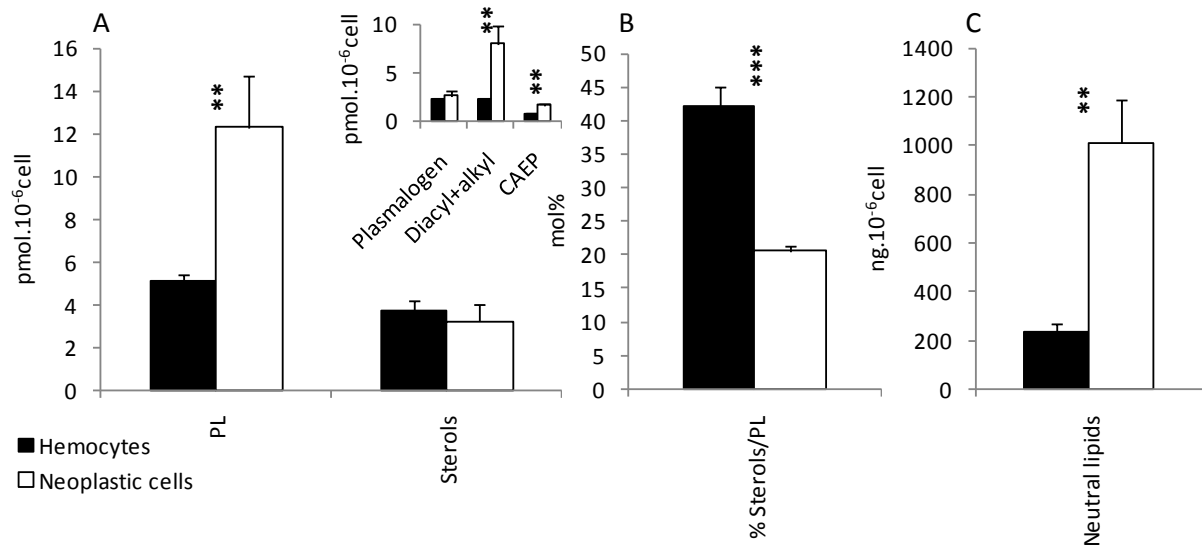 A
16
14
12
10
8
6
4
2
0
pmol.10⁻⁶cell
**
PL
Sterols
10
5
0
pmol.10⁻⁶cell
**
**
Plasmalogen
Diacyl+alkyl
CAEP
Hemocytes
Neoplastic cells
B
50
45
40
35
30
25
20
15
10
5
0
mol%
***
% Sterols/PL
C
1400
1200
1000
800
600
400
200
0
ng.10⁻⁶cell
**
Neutral lipids